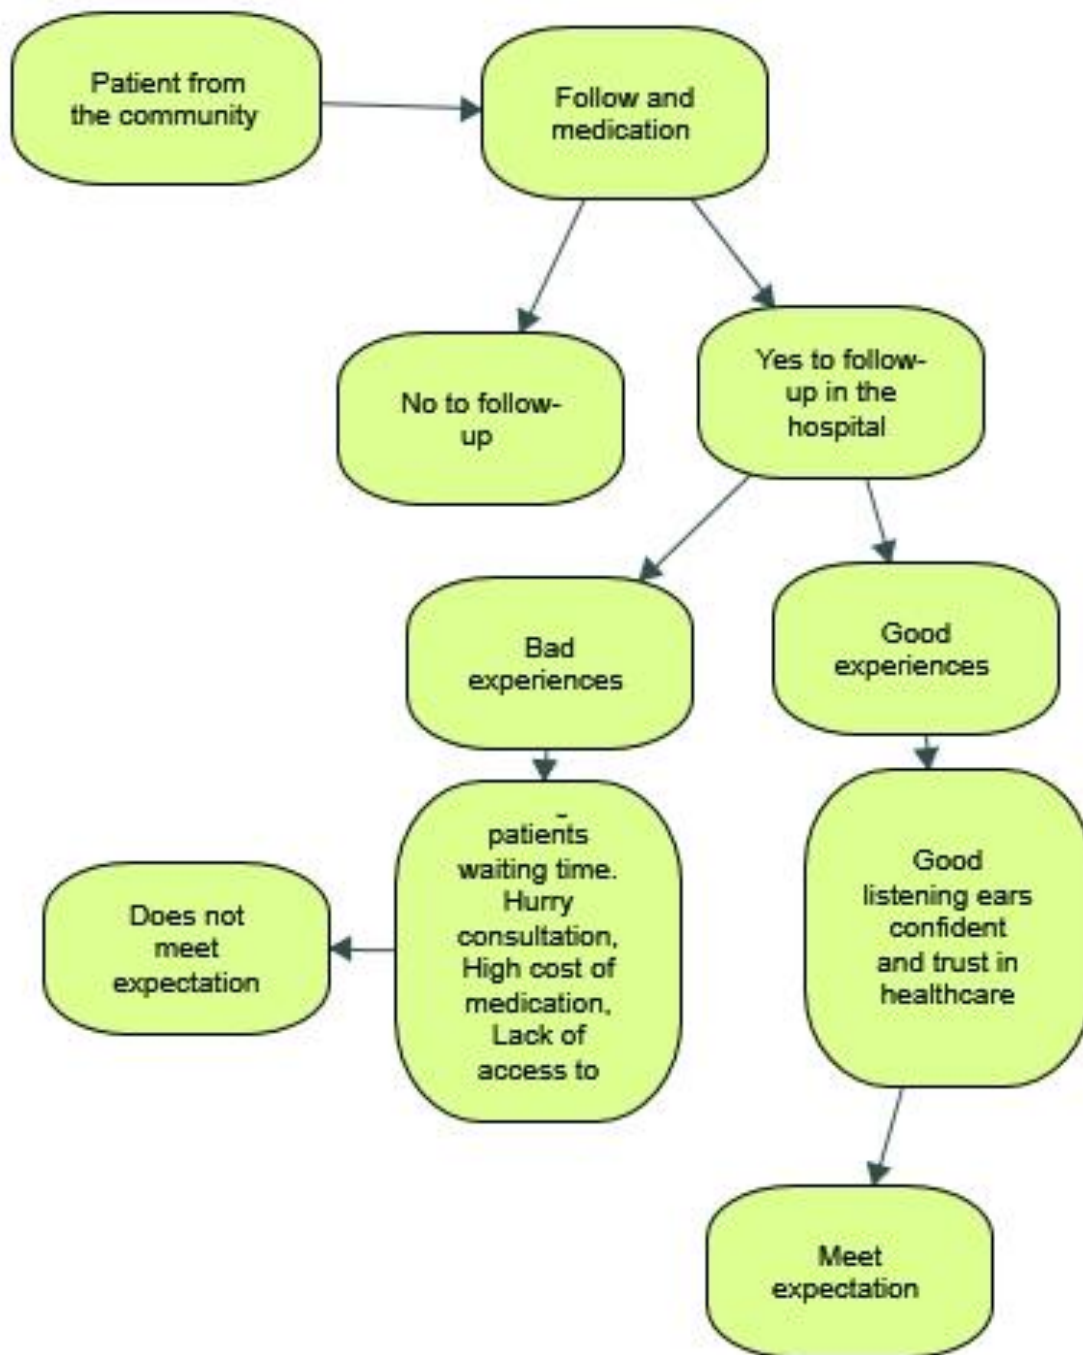 Patient from
the community
Follow and
medication
No to follow-
up
Yes to follow-
up in the
hospital
Bad
experiences
Good
experiences
patients
waiting time.
Hurry
consultation,
High cost of
medication,
Lack of
access to
Good
listening ears
confident
and trust in
healthcare
Does not
meet
expectation
Meet
expectation